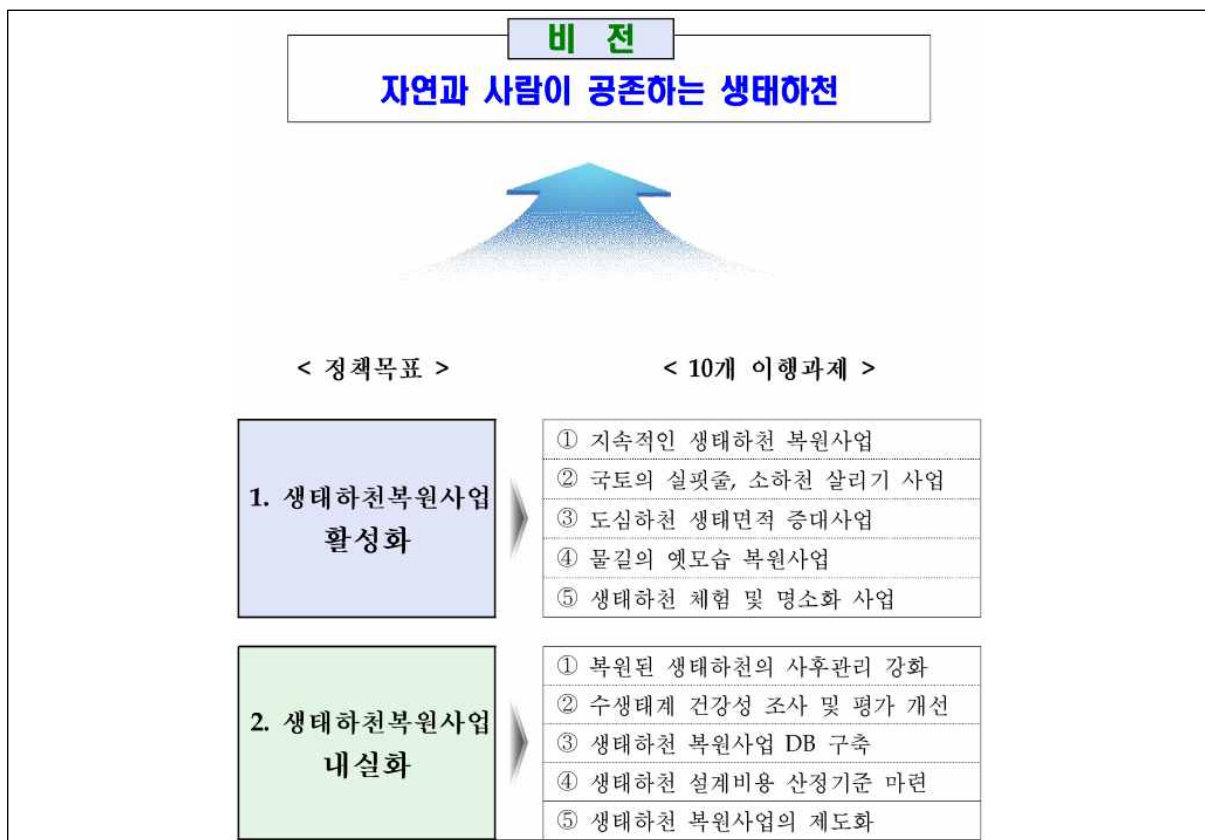 비 전
자연과 사람이 공존하는 생태하천
< 정책목표 >
< 10개 이행과제 >
1. 생태하천복원사업
활성화
① 지속적인 생태하천 복원사업
② 국토의 실핏줄, 소하천 살리기 사업
③ 도심하천 생태면적 증대사업
④ 물길의 옛모습 복원사업
⑤ 생태하천 체험 및 명소화 사업
2. 생태하천복원사업
내실화
① 복원된 생태하천의 사후관리 강화
② 수생태계 건강성 조사 및 평가 개선
③ 생태하천 복원사업 DB 구축
④ 생태하천 설계비용 산정기준 마련
⑤ 생태하천 복원사업의 제도화